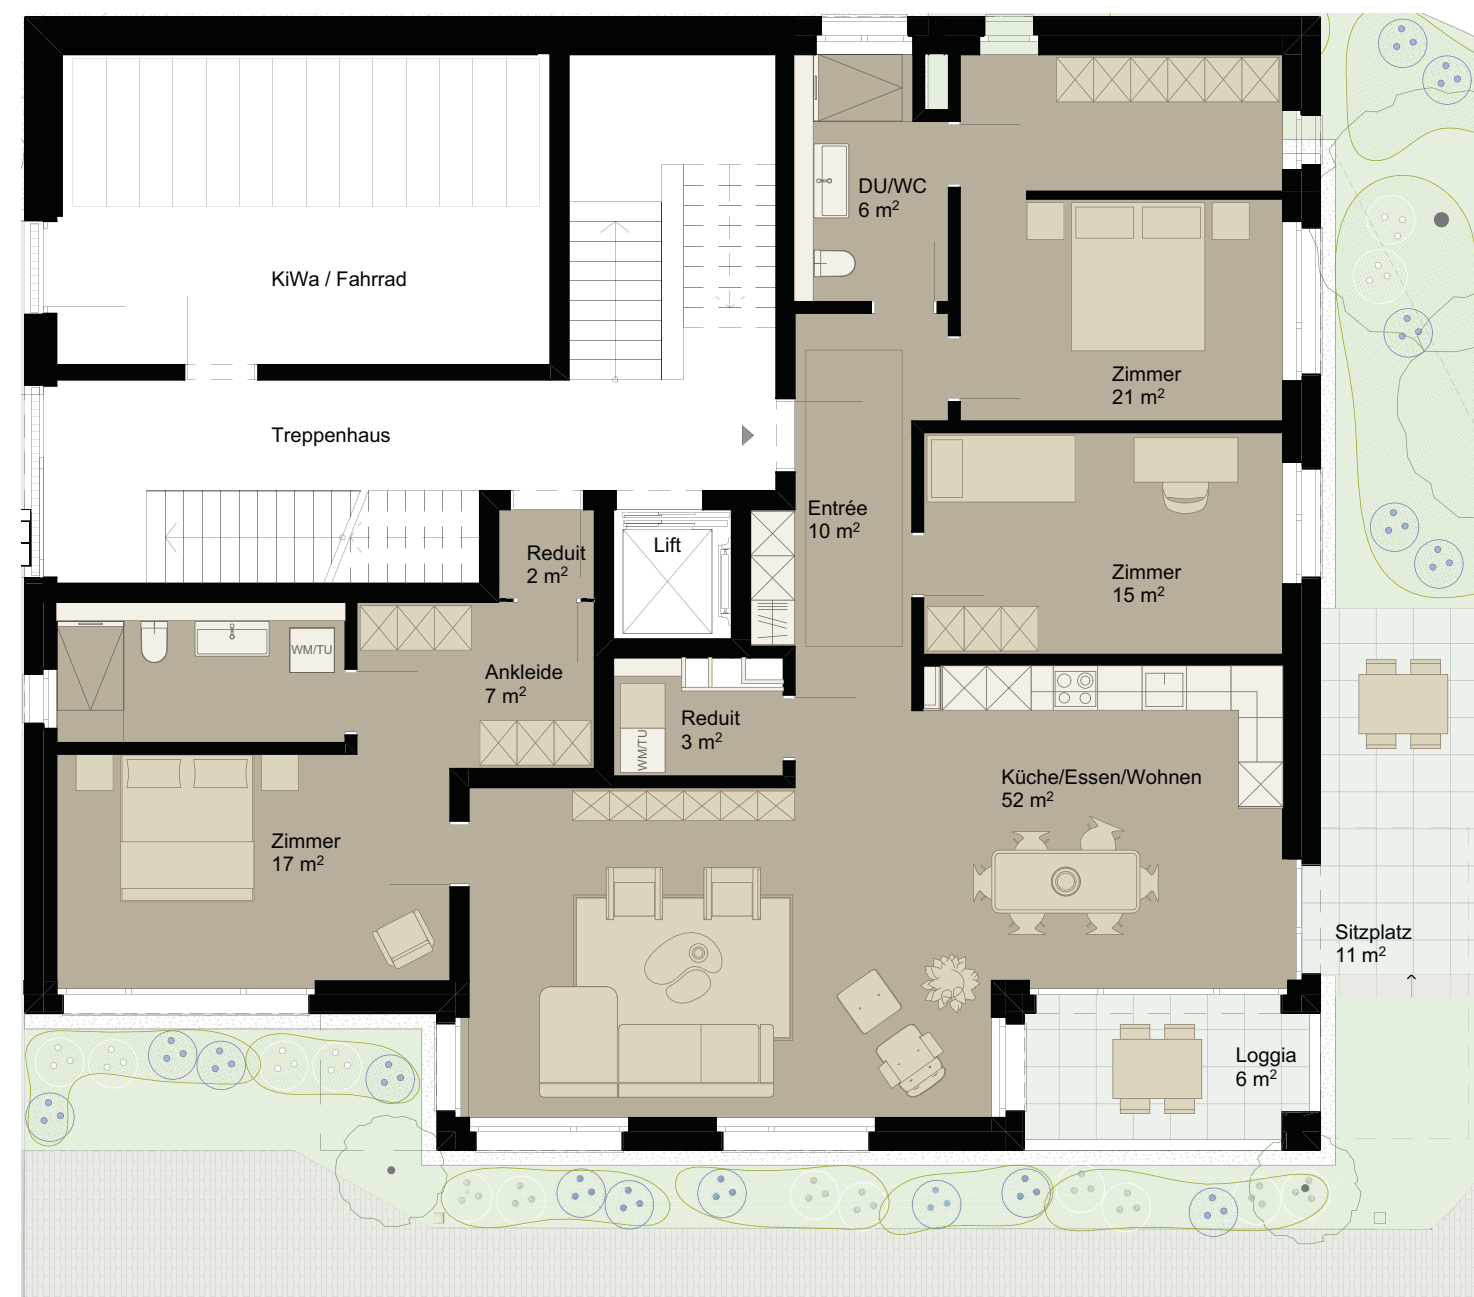 DU/WC
6 m²
KiWa / Fahrrad
Zimmer
21 m²
Treppenhaus
Entrée
10 m²
Lift
Reduit
2 m²
Zimmer
15 m²
WM/TU
Ankleide
7 m²
Reduit
3 m²
WM/TU
Küche/Essen/Wohnen
52 m²
Zimmer
17 m²
Sitzplatz
11 m²
Loggia
6 m²